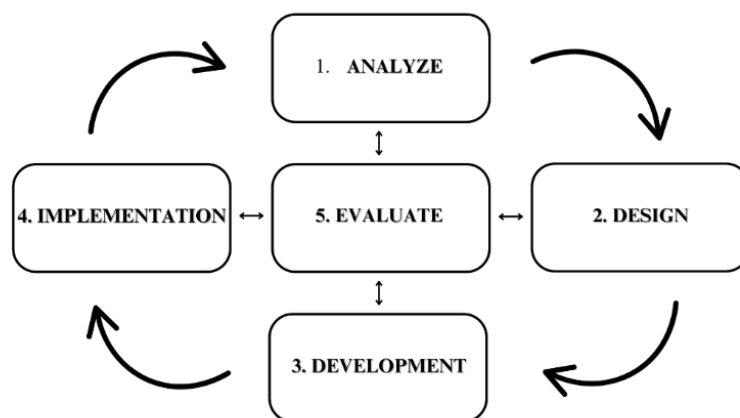 1. ANALYZE
4. IMPLEMENTATION
5. EVALUATE
2. DESIGN
3. DEVELOPMENT